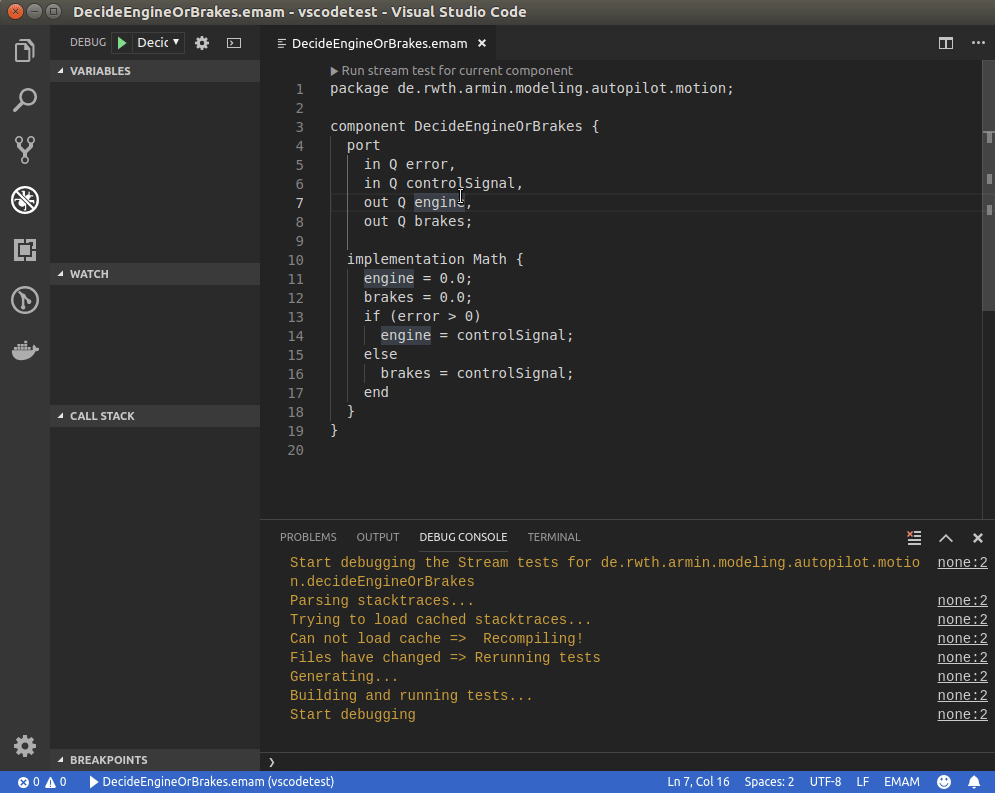 DecideEngineOrBrakes.emam - vscodetest - Visual Studio Code
DEBUG Decic
DecideEngineOrBrakes.emam
VARIABLES
WATCH
CALL STACK
BREAKPOINTS
Run stream test for current component
1 package de.rwth.armin.modeling.autopilot.motion;
2
3 component DecideEngineOrBrakes {
4 port
5 in Q error,
6 in Q controlSignal,
7 out Q engine,
8 out Q brakes;
9
10 implementation Math {
11 engine = 0.0;
12 brakes = 0.0;
13 if (error > 0)
14 engine = controlSignal;
15 else
16 brakes = controlSignal;
17 end
18 }
19 }
20
PROBLEMS OUTPUT DEBUG CONSOLE TERMINAL
Start debugging the Stream tests for de.rwth.armin.modeling.autopilot.motio none:2
n.decideEngineOrBrakes
Parsing stacktraces... none:2
Trying to load cached stacktraces... none:2
Can not load cache =>  Recompiling! none:2
Files have changed => Rerunning tests none:2
Generating... none:2
Building and running tests... none:2
Start debugging none:2
❯
0 0 DecideEngineOrBrakes.emam (vscodetest) Ln 7, Col 16 Spaces: 2 UTF-8 LF EMAM